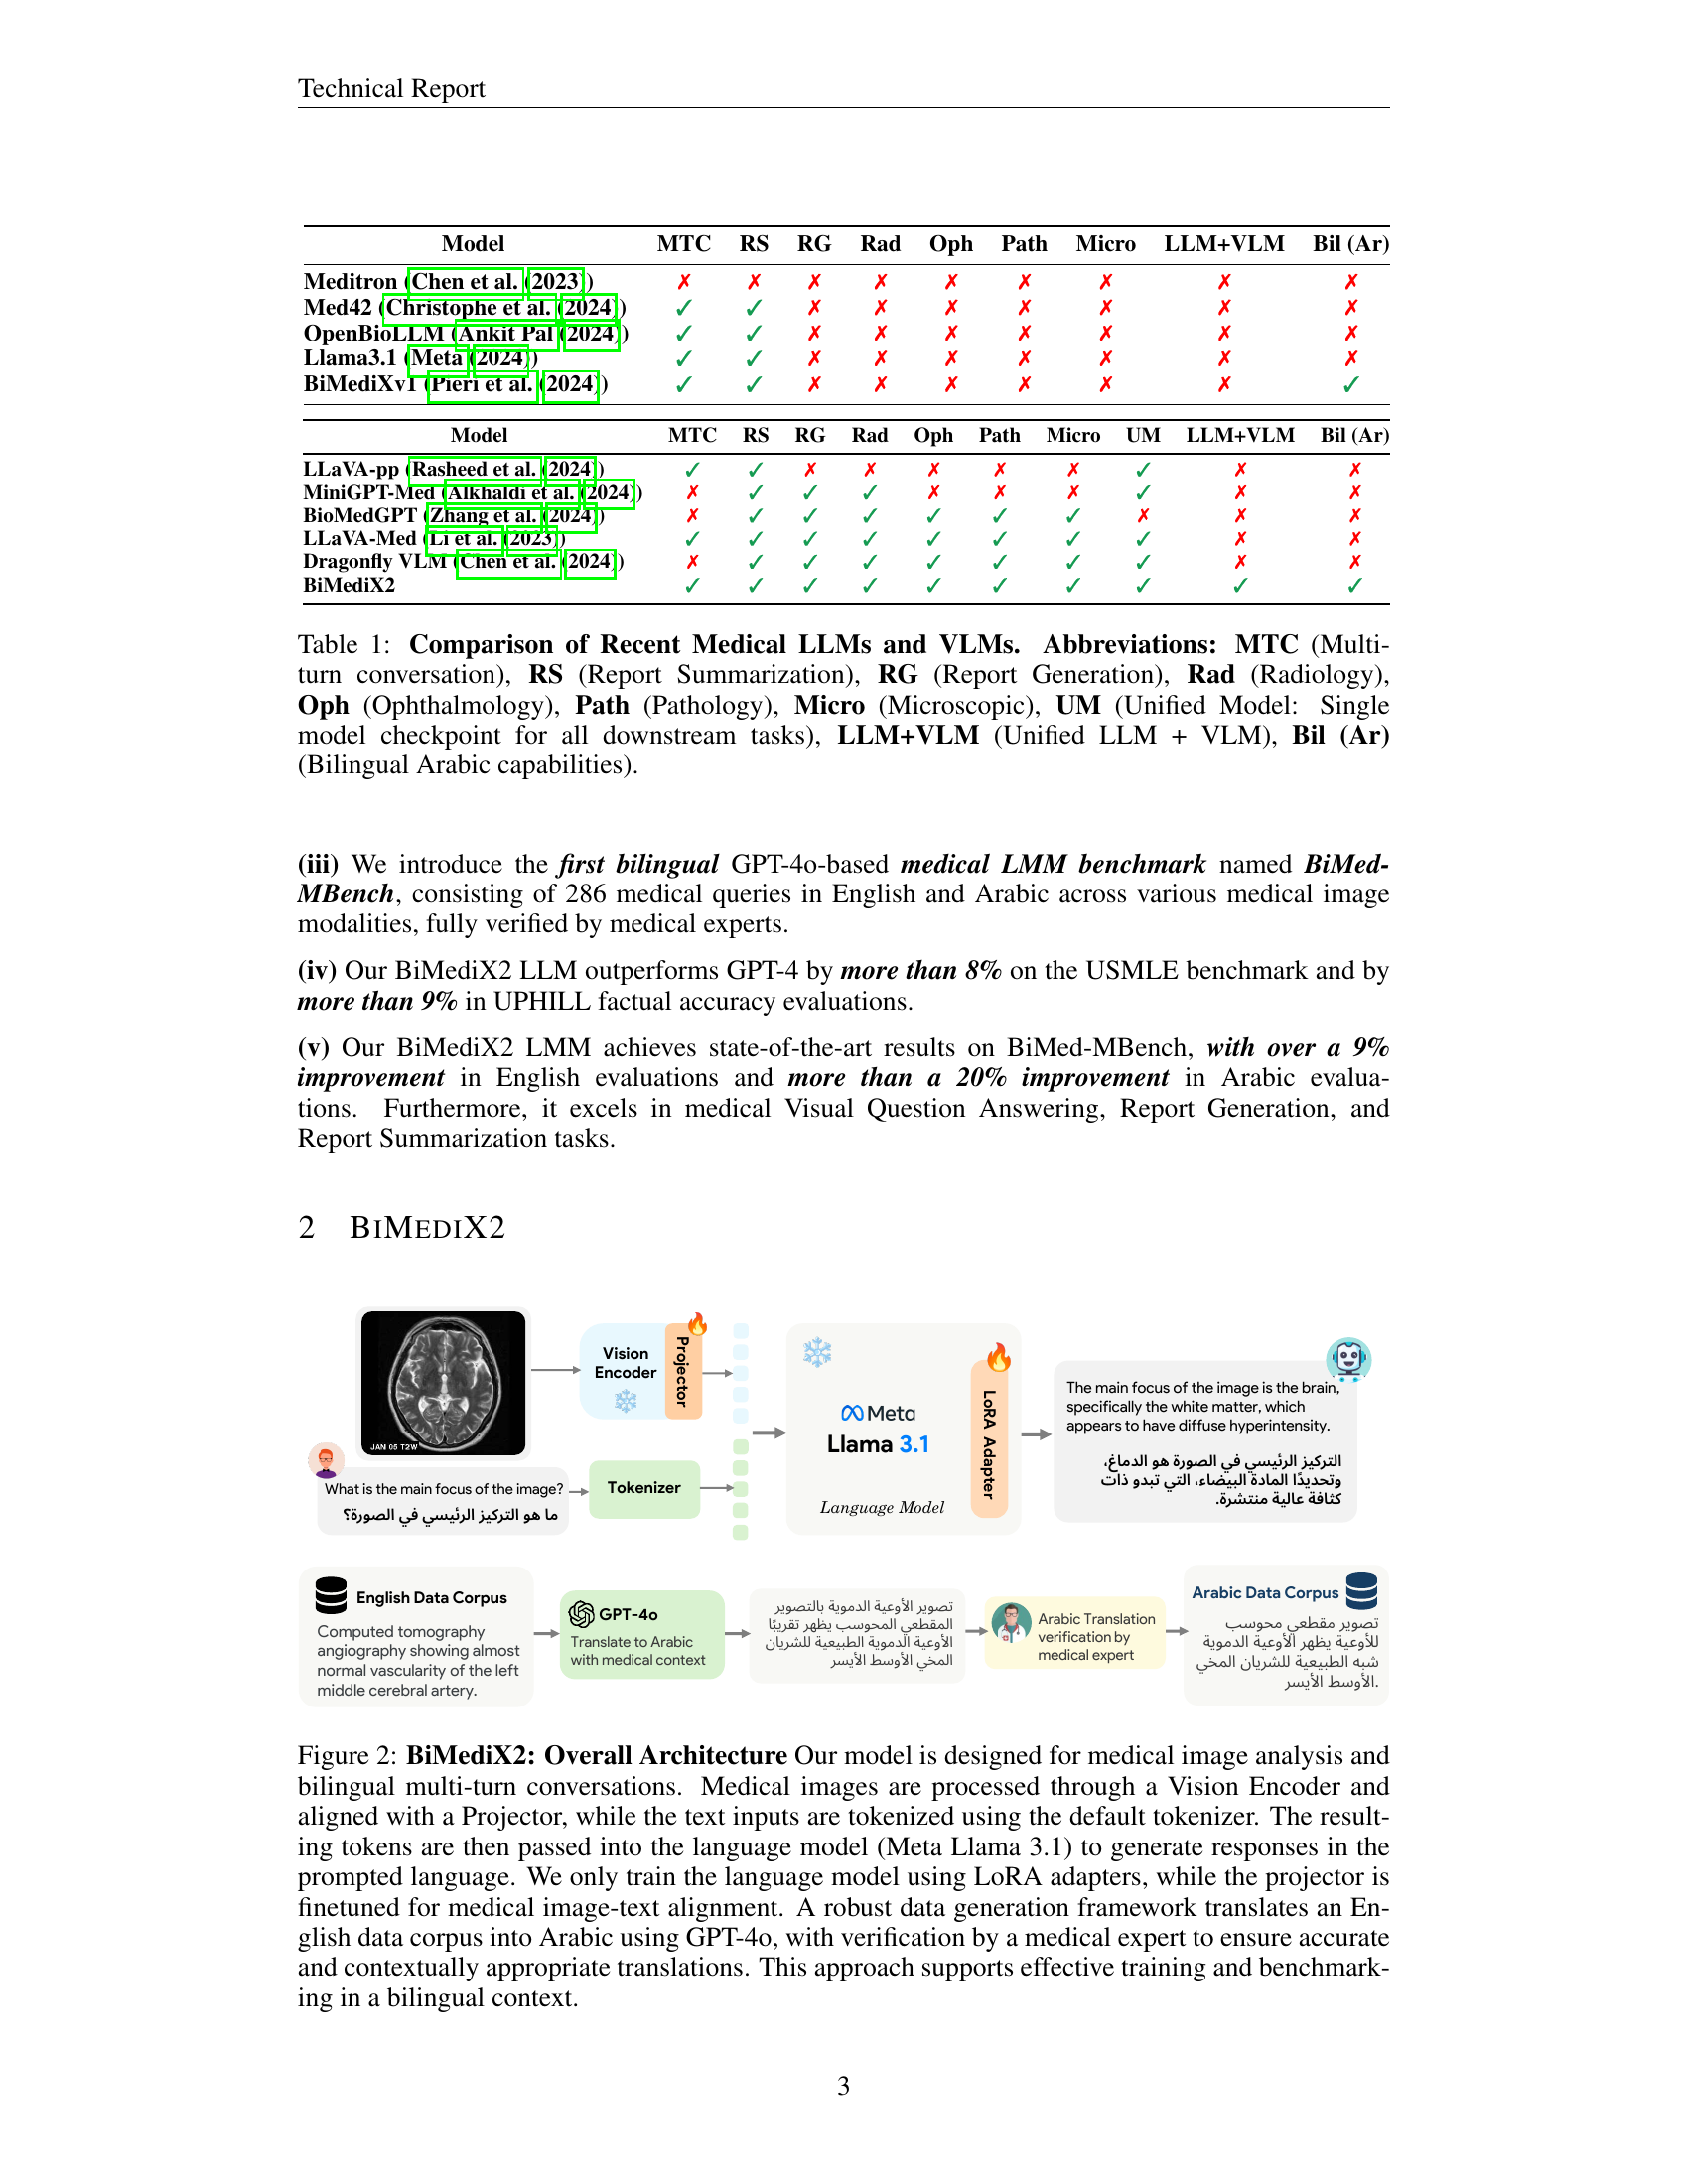 Technical Report
Model MTC RS RG Rad Oph Path Micro LLM+VLM Bil (Ar)
Meditron (Chen et al. (2023)) ✗ ✗ ✗ ✗ ✗ ✗ ✗ ✗ ✗
Med42 (Christophe et al. (2024)) ✓ ✓ ✗ ✗ ✗ ✗ ✗ ✗ ✗
OpenBioLLM (Ankit Pal (2024)) ✓ ✓ ✗ ✗ ✗ ✗ ✗ ✗ ✗
Llama3.1 (Meta (2024)) ✓ ✓ ✗ ✗ ✗ ✗ ✗ ✗ ✗
BiMediXv1 (Pieri et al. (2024)) ✓ ✓ ✗ ✗ ✗ ✗ ✗ ✗ ✓
Model MTC RS RG Rad Oph Path Micro UM LLM+VLM Bil (Ar)
LLaVA-pp (Rasheed et al. (2024)) ✓ ✓ ✗ ✗ ✗ ✗ ✗ ✓ ✗ ✗
MiniGPT-Med (Alkhaldi et al. (2024)) ✗ ✓ ✓ ✓ ✗ ✗ ✗ ✓ ✗ ✗
BioMedGPT (Zhang et al. (2024)) ✗ ✓ ✓ ✓ ✓ ✓ ✓ ✗ ✗ ✗
LLaVA-Med (Li et al. (2023)) ✓ ✓ ✓ ✓ ✓ ✓ ✓ ✓ ✗ ✗
Dragonfly VLM (Chen et al. (2024)) ✗ ✓ ✓ ✓ ✓ ✓ ✓ ✓ ✗ ✗
BiMediX2 ✓ ✓ ✓ ✓ ✓ ✓ ✓ ✓ ✓ ✓
Table 1: Comparison of Recent Medical LLMs and VLMs. Abbreviations: MTC (Multi-
turn conversation), RS (Report Summarization), RG (Report Generation), Rad (Radiology),
Oph (Ophthalmology), Path (Pathology), Micro (Microscopic), UM (Unified Model: Single
model checkpoint for all downstream tasks), LLM+VLM (Unified LLM + VLM), Bil (Ar)
(Bilingual Arabic capabilities).
(iii) We introduce the first bilingual GPT-4o-based medical LMM benchmark named BiMed-
MBench, consisting of 286 medical queries in English and Arabic across various medical image
modalities, fully verified by medical experts.
(iv) Our BiMediX2 LLM outperforms GPT-4 by more than 8% on the USMLE benchmark and by
more than 9% in UPHILL factual accuracy evaluations.
(v) Our BiMediX2 LMM achieves state-of-the-art results on BiMed-MBench, with over a 9%
improvement in English evaluations and more than a 20% improvement in Arabic evalua-
tions. Furthermore, it excels in medical Visual Question Answering, Report Generation, and
Report Summarization tasks.
2 BIMEDIX2
JAN 05 T2W
What is the main focus of the image?
ما هو التركيز الرئيسي في الصورة؟
Vision
Encoder
Projector
Tokenizer
Meta
Llama 3.1
Language Model
LoRA Adapter
The main focus of the image is the brain,
specifically the white matter, which
appears to have diffuse hyperintensity.
التركيز الرئيسي في الصورة هو الدماغ،
وتحديدًا المادة البيضاء، التي تبدو ذات
كثافة عالية منتشرة.
English Data Corpus
Computed tomography
angiography showing almost
normal vascularity of the left
middle cerebral artery.
GPT-4o
Translate to Arabic
with medical context
تصوير الأوعية الدموية بالتصوير
المقطعي المحوسب يظهر تقريبًا
الأوعية الدموية الطبيعية للشريان
المخي الأوسط الأيسر
Arabic Translation
verification by
medical expert
Arabic Data Corpus
تصوير مقطعي محوسب
للأوعية يظهر الأوعية الدموية
شبه الطبيعية للشريان المخي
الأوسط الأيسر.
Figure 2: BiMediX2: Overall Architecture Our model is designed for medical image analysis and
bilingual multi-turn conversations. Medical images are processed through a Vision Encoder and
aligned with a Projector, while the text inputs are tokenized using the default tokenizer. The result-
ing tokens are then passed into the language model (Meta Llama 3.1) to generate responses in the
prompted language. We only train the language model using LoRA adapters, while the projector is
finetuned for medical image-text alignment. A robust data generation framework translates an En-
glish data corpus into Arabic using GPT-4o, with verification by a medical expert to ensure accurate
and contextually appropriate translations. This approach supports effective training and benchmark-
ing in a bilingual context.
3